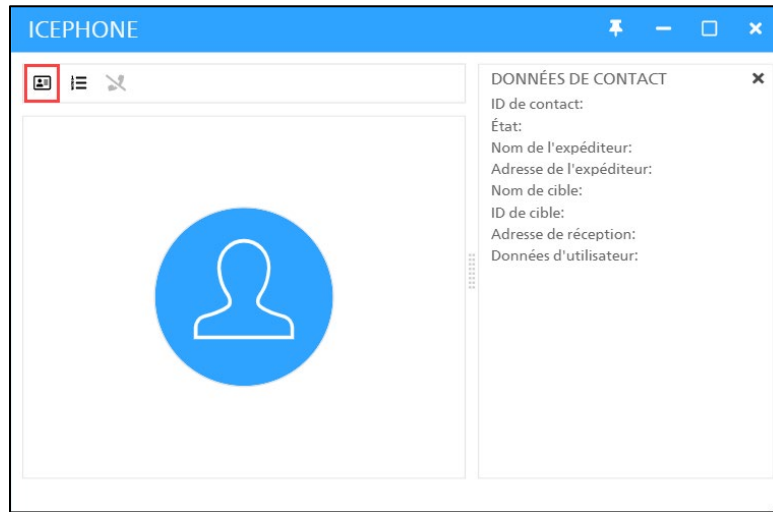 ICEPHONE
DONNÉES DE CONTACT
ID de contact:
État:
Nom de l'expéditeur:
Adresse de l'expéditeur:
Nom de cible:
ID de cible:
Adresse de réception:
Données d'utilisateur: